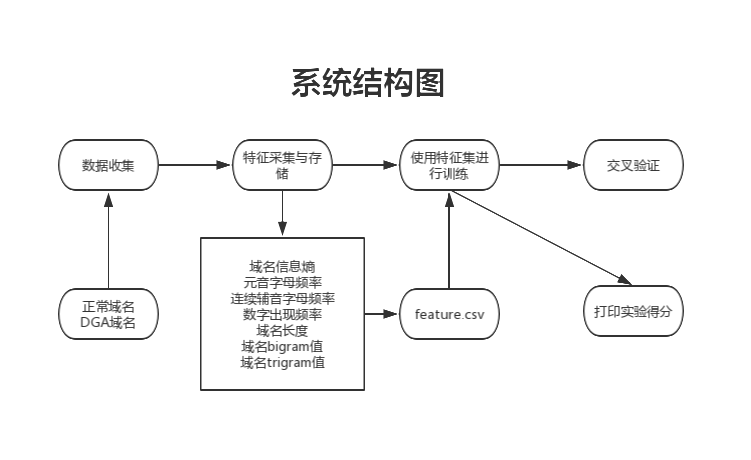 系统结构图
数据收集
特征采集与存
储
使用特征集进
行训练
交叉验证
正常域名
DGA域名
域名信息熵
元音字母频率
连续辅音字母频率
数字出现频率
域名长度
域名bigram值
域名trigram值
feature.csv
打印实验得分